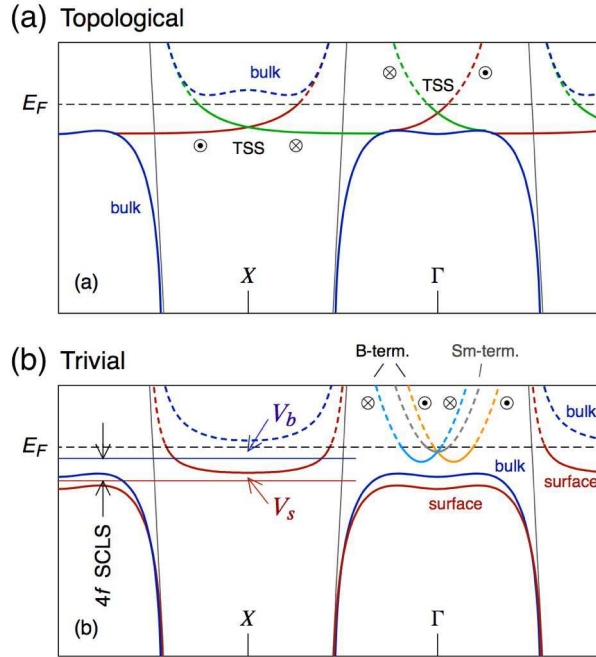 (a) Topological
bulk
TSS
E_F
TSS
bulk
(a)
X
Γ
(b) Trivial
B-term.
Sm-term.
V_b
bulk
E_F
bulk
surface
V_s
surface
4f SCLS
X
Γ
(b)